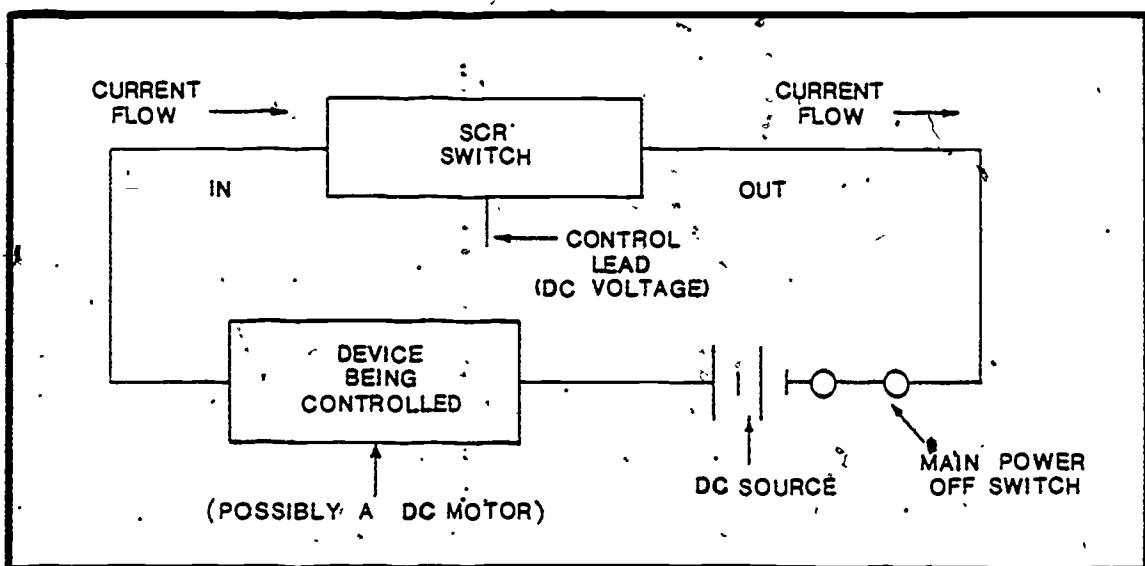 CURRENT
FLOW
CURRENT
FLOW
SCR
SWITCH
IN
OUT
CONTROL
LEAD
(DC VOLTAGE)
DEVICE
BEING
CONTROLLED
DC SOURCE
MAIN POWER
OFF SWITCH
(POSSIBLY A DC MOTOR)